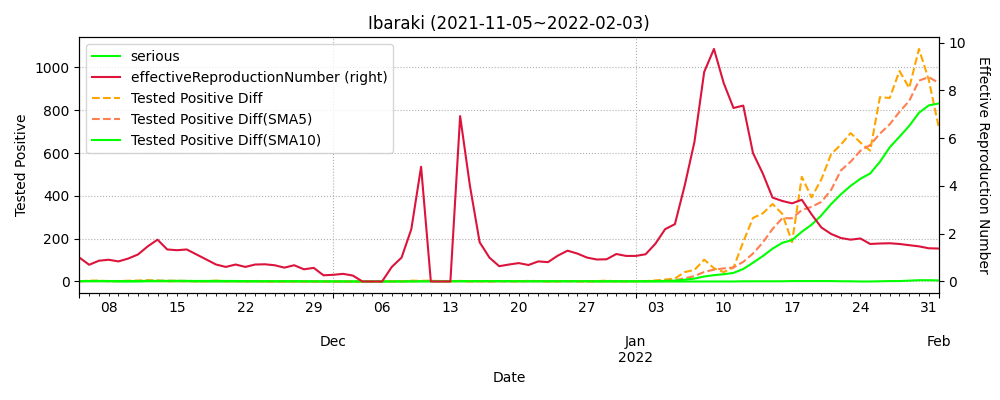 Ibaraki (2021-11-05~2022-02-03)
serious
effectiveReproductionNumber (right)
Tested Positive Diff
Tested Positive Diff(SMA5)
Tested Positive Diff(SMA10)
Tested Positive
1000
800
600
400
200
0
10
8
6
4
2
0
Effective Reproduction Number
08 15 22 29 06 13 20 27 03 10 17 24 31
Dec Jan Feb
2022
Date